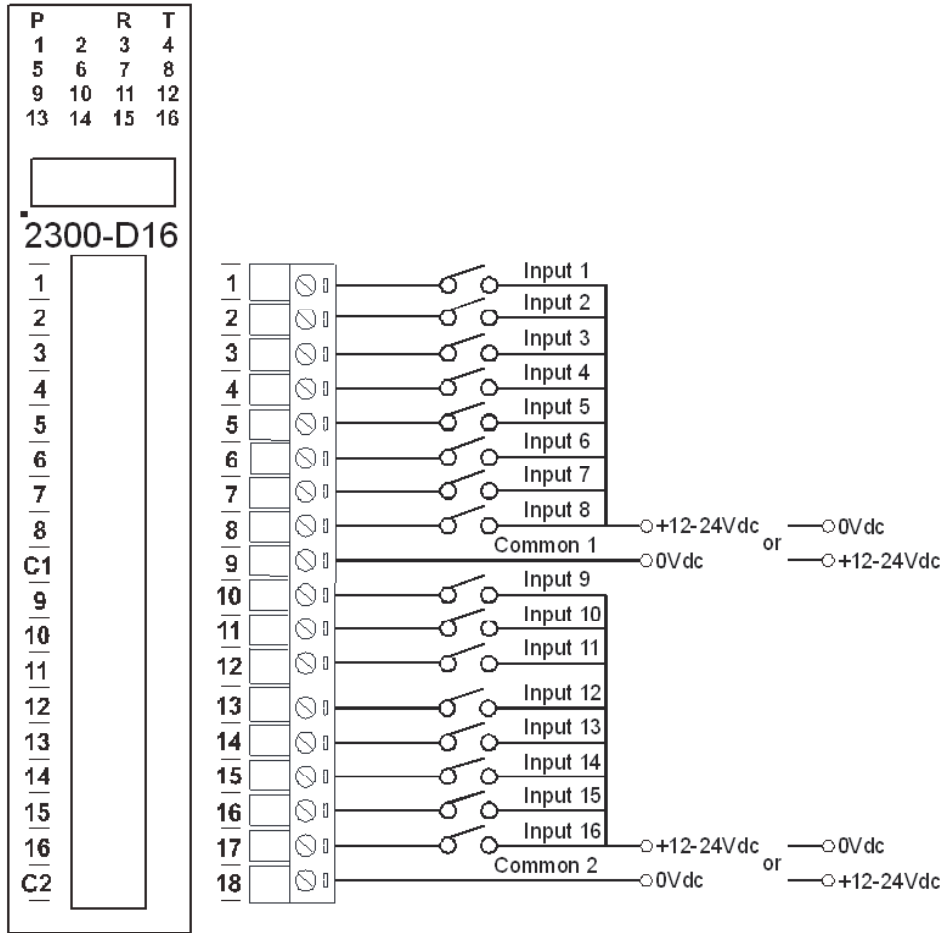 P R T
1 2 3 4
5 6 7 8
9 10 11 12
13 14 15 16
2300-D16
1
2
3
4
5
6
7
8
C1
9
10
11
12
13
14
15
16
C2
1 Input 1
2 Input 2
3 Input 3
4 Input 4
5 Input 5
6 Input 6
7 Input 7
8 Input 8 +12-24Vdc 0Vdc
or
9 Common 1 0Vdc +12-24Vdc
10 Input 9
11 Input 10
12 Input 11
13 Input 12
14 Input 13
15 Input 14
16 Input 15
17 Input 16 +12-24Vdc 0Vdc
or
18 Common 2 0Vdc +12-24Vdc